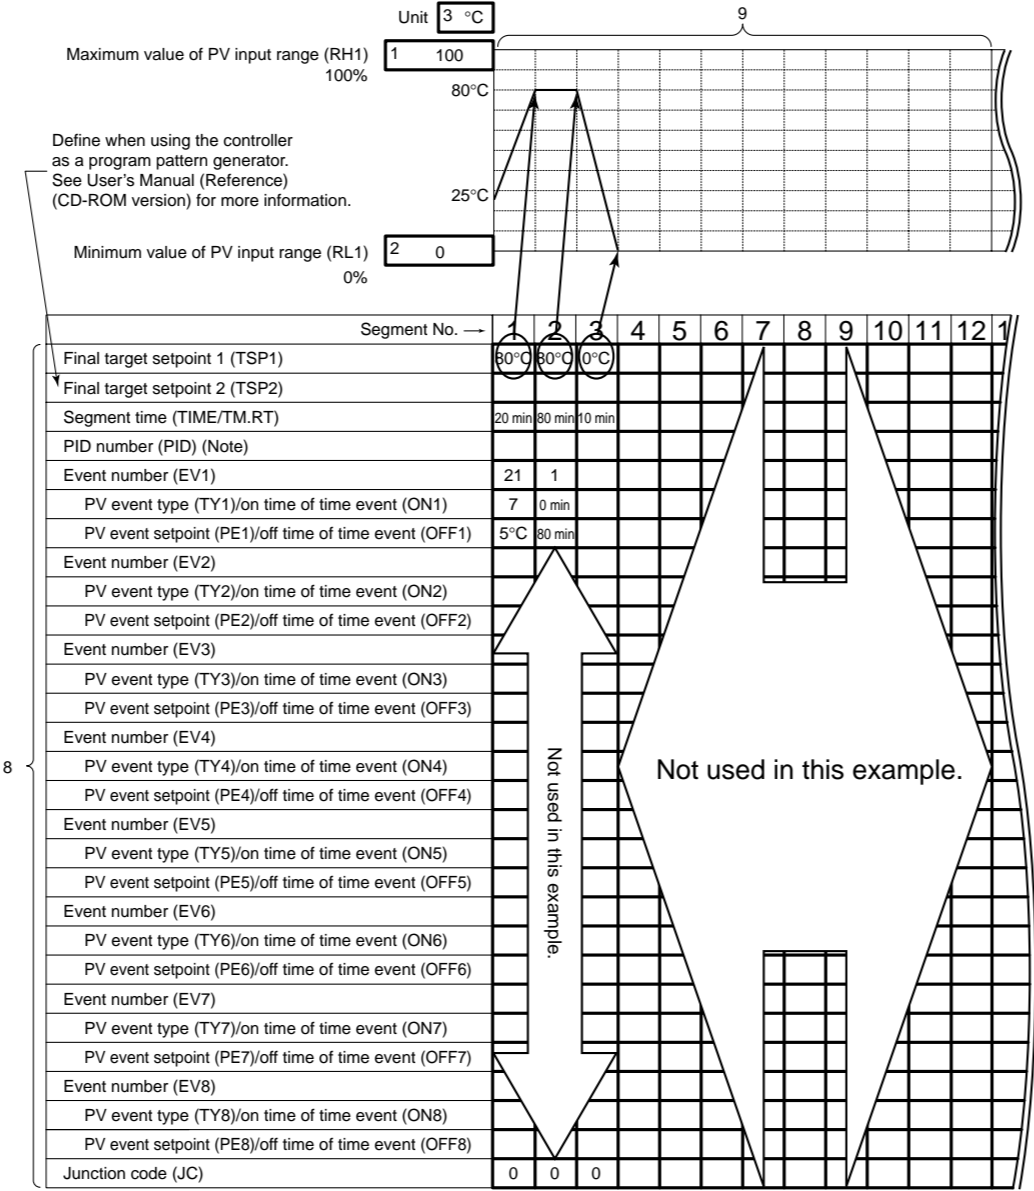 Unit 3 °C
9
Maximum value of PV input range (RH1) 1 100
100%
80°C
Define when using the controller
as a program pattern generator.
See User's Manual (Reference)
(CD-ROM version) for more information.
25°C
Minimum value of PV input range (RL1) 2 0
0%
Segment No. → 1 2 3 4 5 6 7 8 9 10 11 12 1
Final target setpoint 1 (TSP1) 80°C 80°C 0°C
Final target setpoint 2 (TSP2)
Segment time (TIME/TM.RT) 20 min 80 min 10 min
PID number (PID) (Note)
Event number (EV1) 21 1
PV event type (TY1)/on time of time event (ON1) 7 0 min
PV event setpoint (PE1)/off time of time event (OFF1) 5°C 80 min
Event number (EV2)
PV event type (TY2)/on time of time event (ON2)
PV event setpoint (PE2)/off time of time event (OFF2)
Event number (EV3)
PV event type (TY3)/on time of time event (ON3)
PV event setpoint (PE3)/off time of time event (OFF3)
Event number (EV4)
8
PV event type (TY4)/on time of time event (ON4)
PV event setpoint (PE4)/off time of time event (OFF4)
Event number (EV5)
PV event type (TY5)/on time of time event (ON5)
PV event setpoint (PE5)/off time of time event (OFF5)
Event number (EV6)
PV event type (TY6)/on time of time event (ON6)
PV event setpoint (PE6)/off time of time event (OFF6)
Event number (EV7)
PV event type (TY7)/on time of time event (ON7)
PV event setpoint (PE7)/off time of time event (OFF7)
Event number (EV8)
PV event type (TY8)/on time of time event (ON8)
PV event setpoint (PE8)/off time of time event (OFF8)
Junction code (JC) 0 0 0
Not used in this example.
Not used in this example.